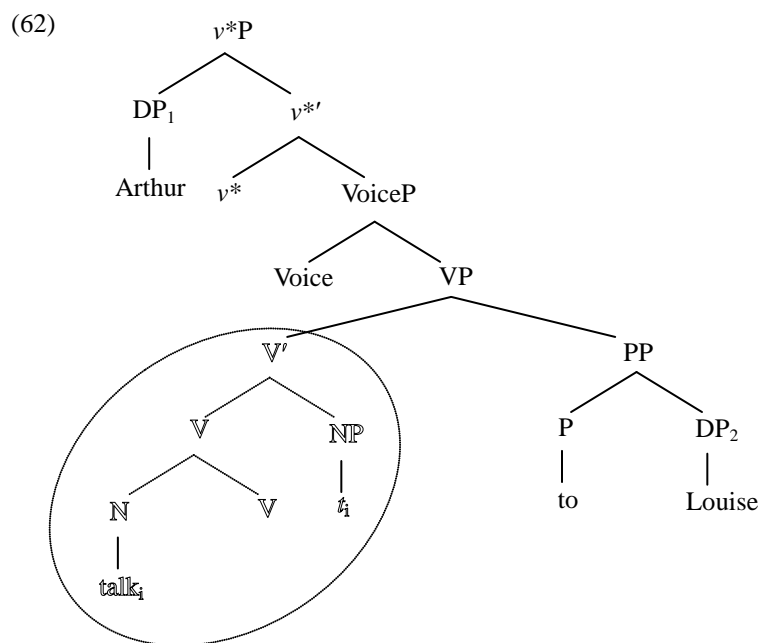 (62)
v*P
DP₁ v*′
Arthur v* VoiceP
Voice VP
V′ PP
V NP P DP₂
N V tᵢ to Louise
talkᵢ